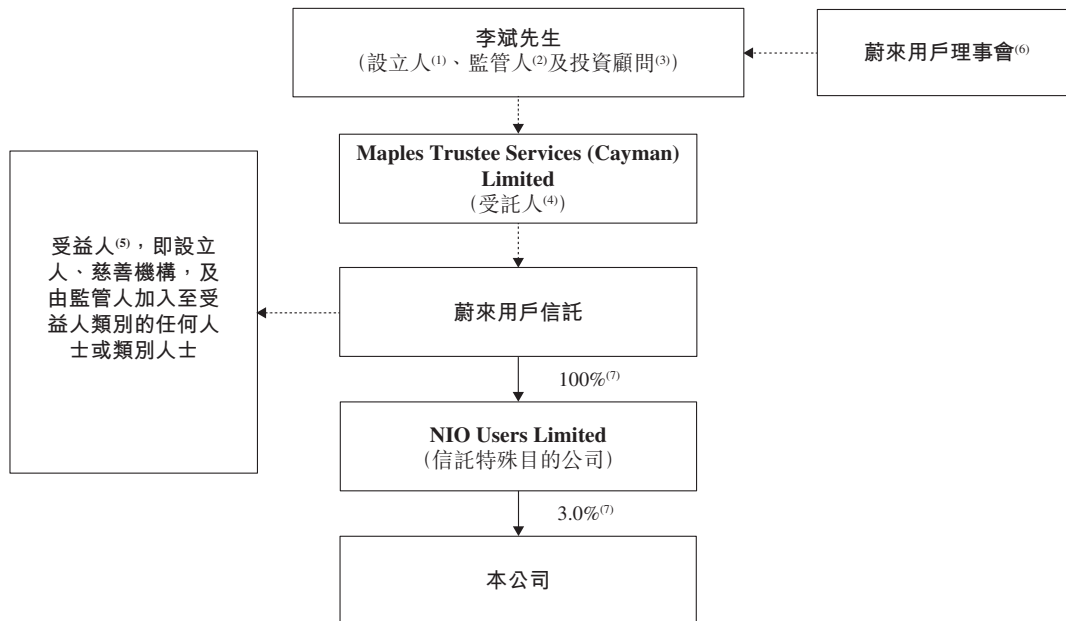 李斌先生
(設立人(1)、監管人(2)及投資顧問(3))
蔚來用戶理事會(6)
Maples Trustee Services (Cayman)
Limited
(受託人(4))
受益人(5),即設立
人、慈善機構,及
由監管人加入至受
益人類別的任何人
士或類別人士
蔚來用戶信託
100%(7)
NIO Users Limited
(信託特殊目的公司)
3.0%(7)
本公司